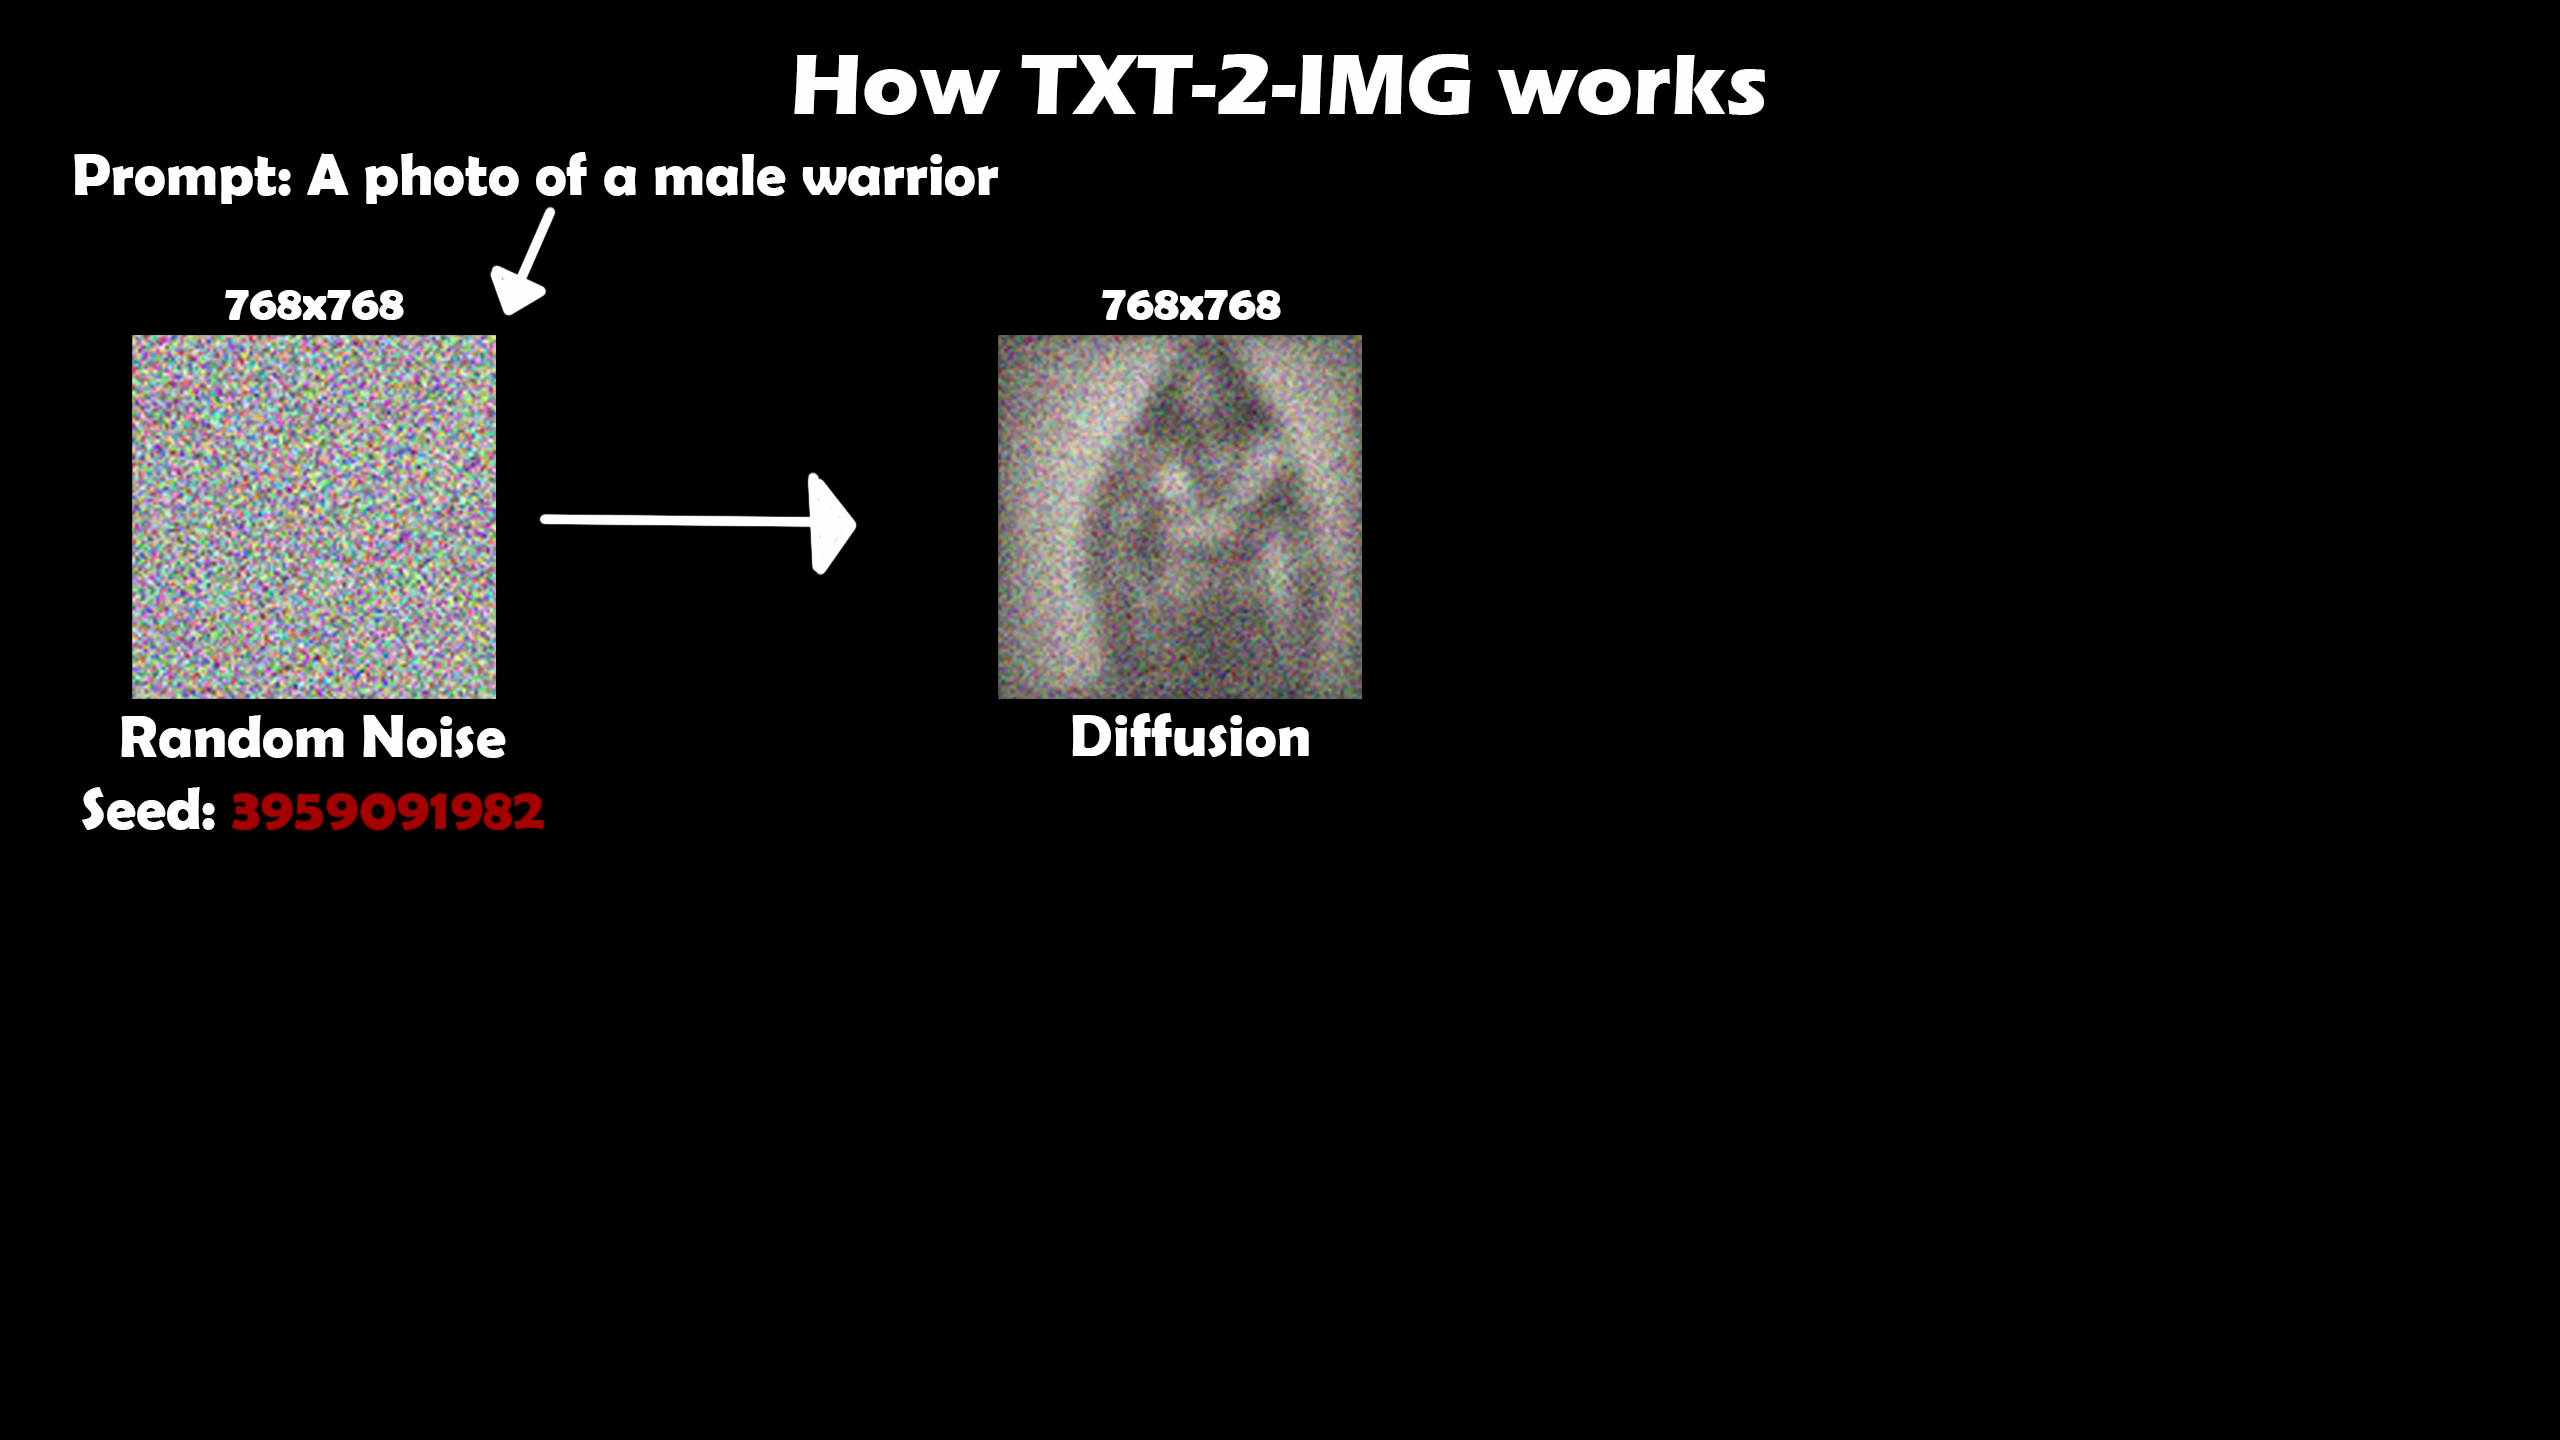 How TXT-2-IMG works
Prompt: A photo of a male warrior
768x768
768x768
Random Noise
Diffusion
Seed: 3959091982